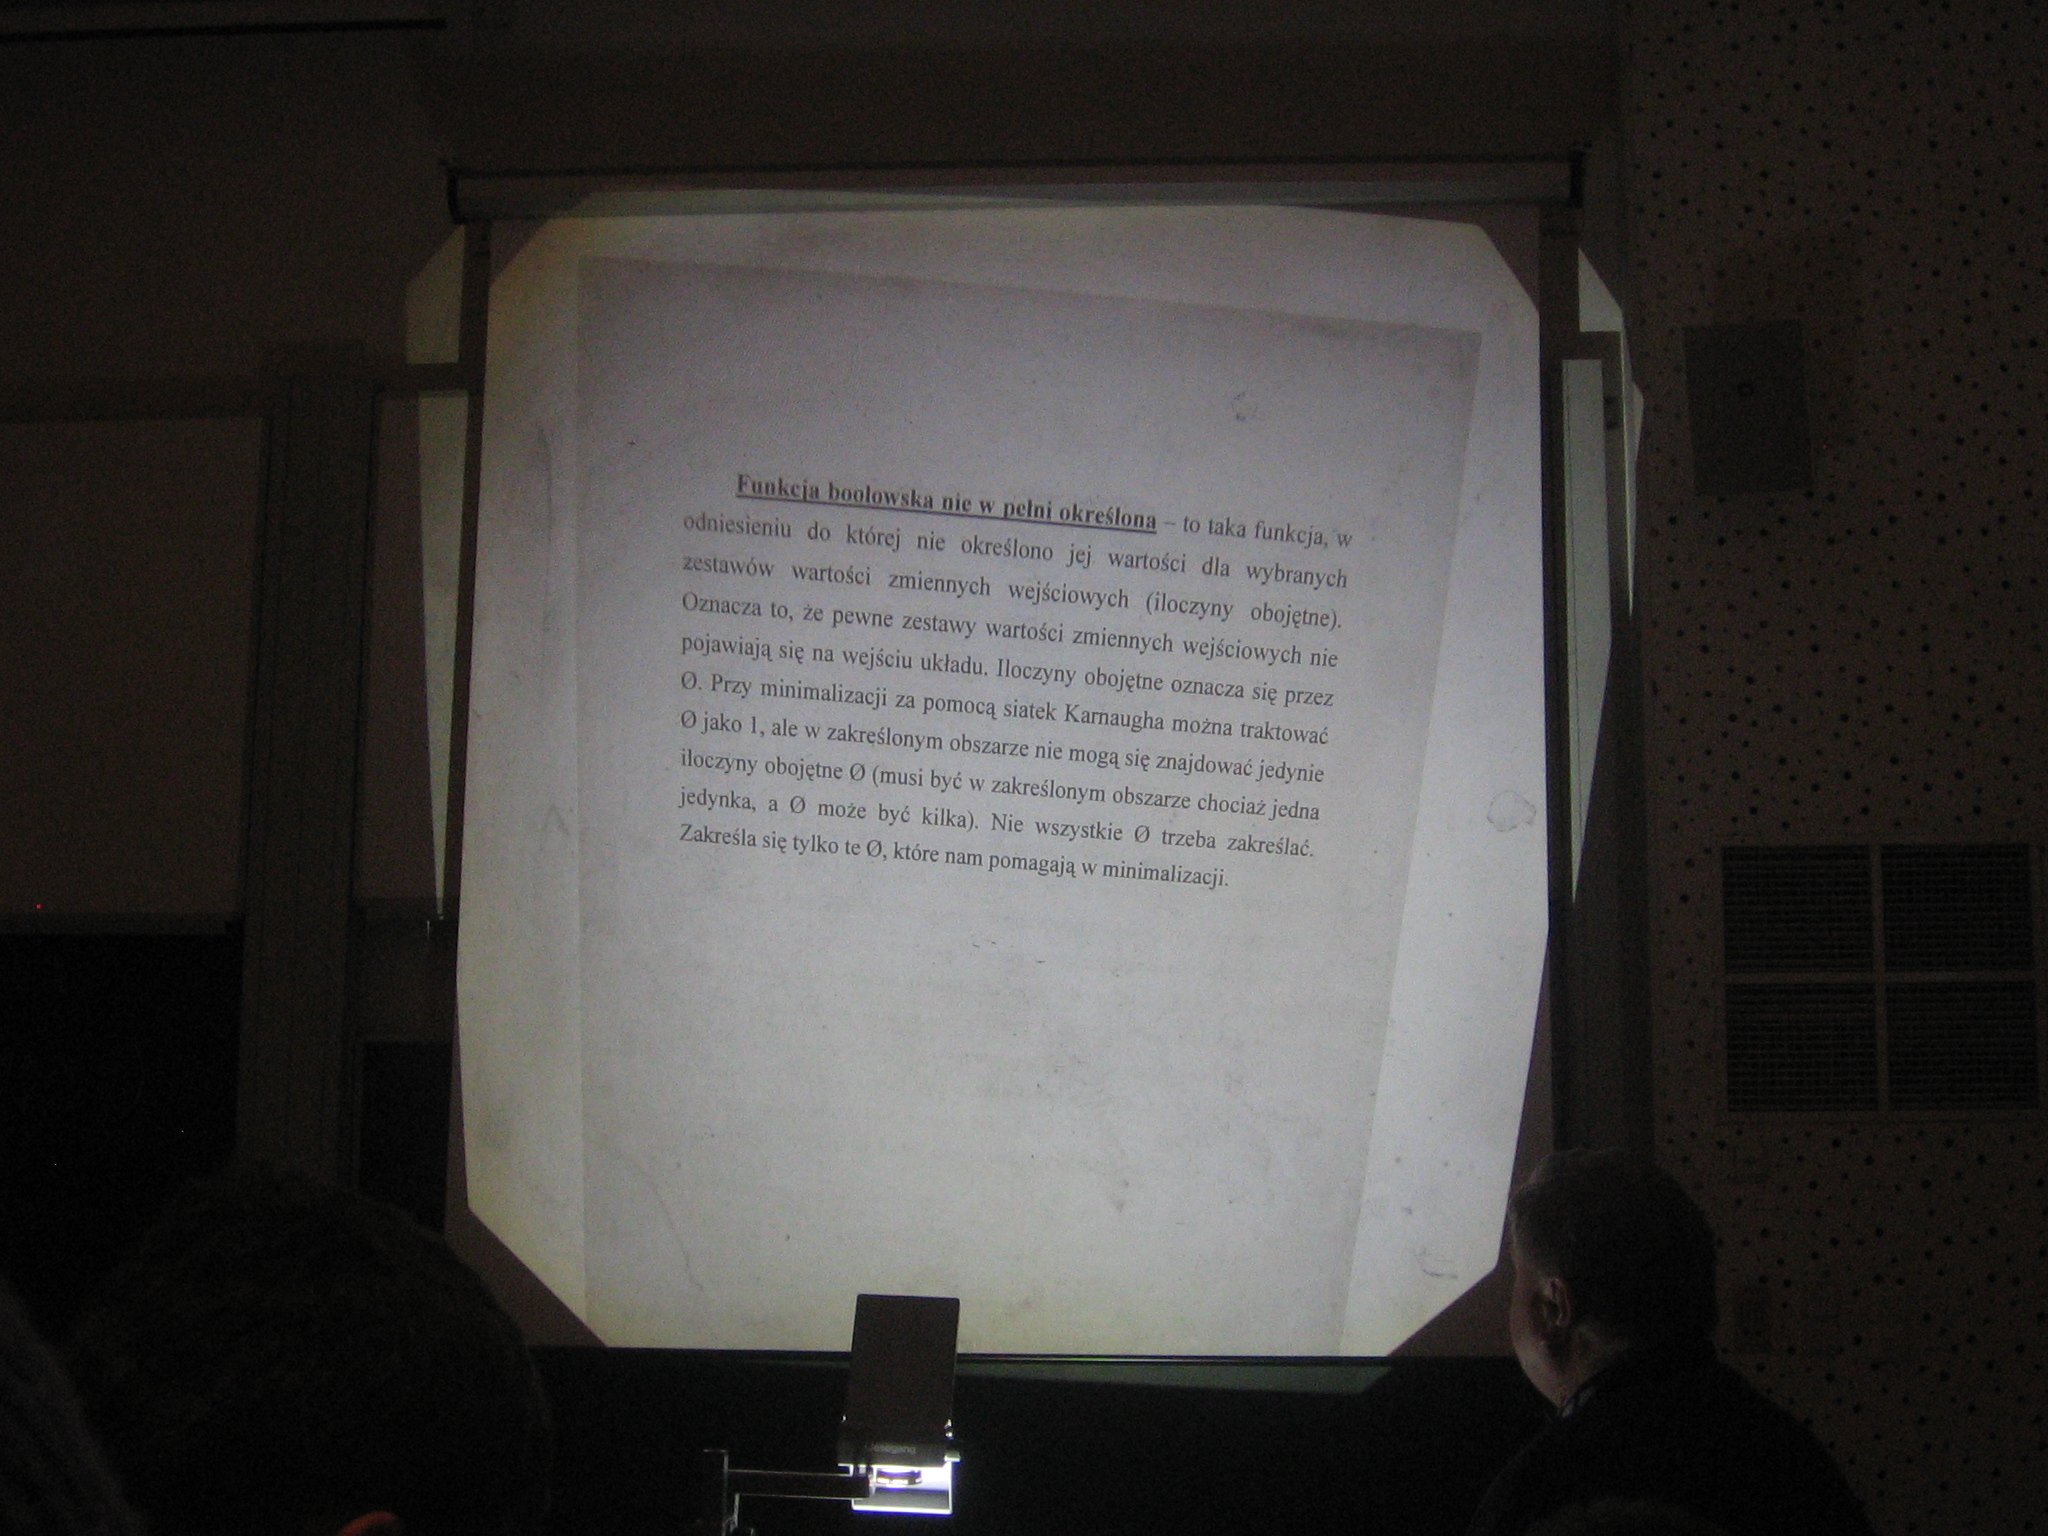 Funkcja boolowska nie w pełni określona – to taka funkcja, w
odniesieniu do której nie określono jej wartości dla wybranych
zestawów wartości zmiennych wejściowych (iloczyny obojętne).
Oznacza to, że pewne zestawy wartości zmiennych wejściowych nie
pojawiają się na wejściu układu. Iloczyny obojętne oznacza się przez
Ø. Przy minimalizacji za pomocą siatek Karnaugha można traktować
Ø jako 1, ale w zakreślonym obszarze nie mogą się znajdować jedynie
iloczyny obojętne Ø (musi być w zakreślonym obszarze chociaż jedna
jedynka, a Ø może być kilka). Nie wszystkie Ø trzeba zakreślać.
Zakreśla się tylko te Ø, które nam pomagają w minimalizacji.